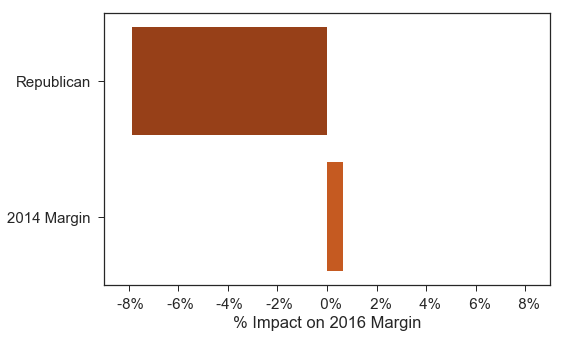 Republican
2014 Margin
-8% -6% -4% -2% 0% 2% 4% 6% 8%
% Impact on 2016 Margin